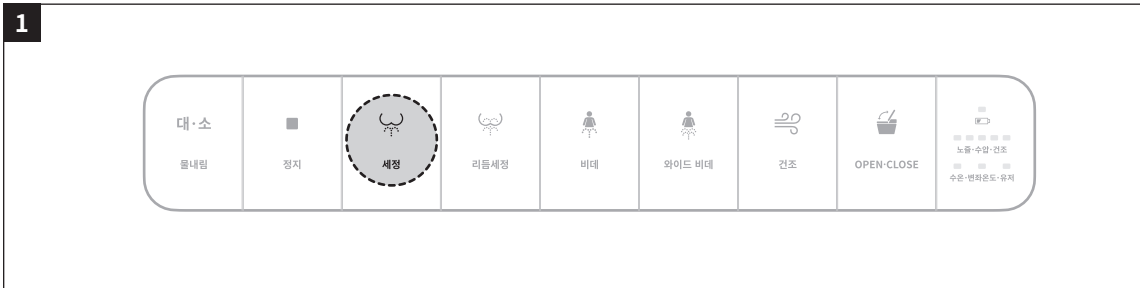 1
대·소
물내림
정지
세정
리듬세정
비데
와이드 비데
건조
OPEN·CLOSE
노즐·수압·건조
수온·변좌온도·유저